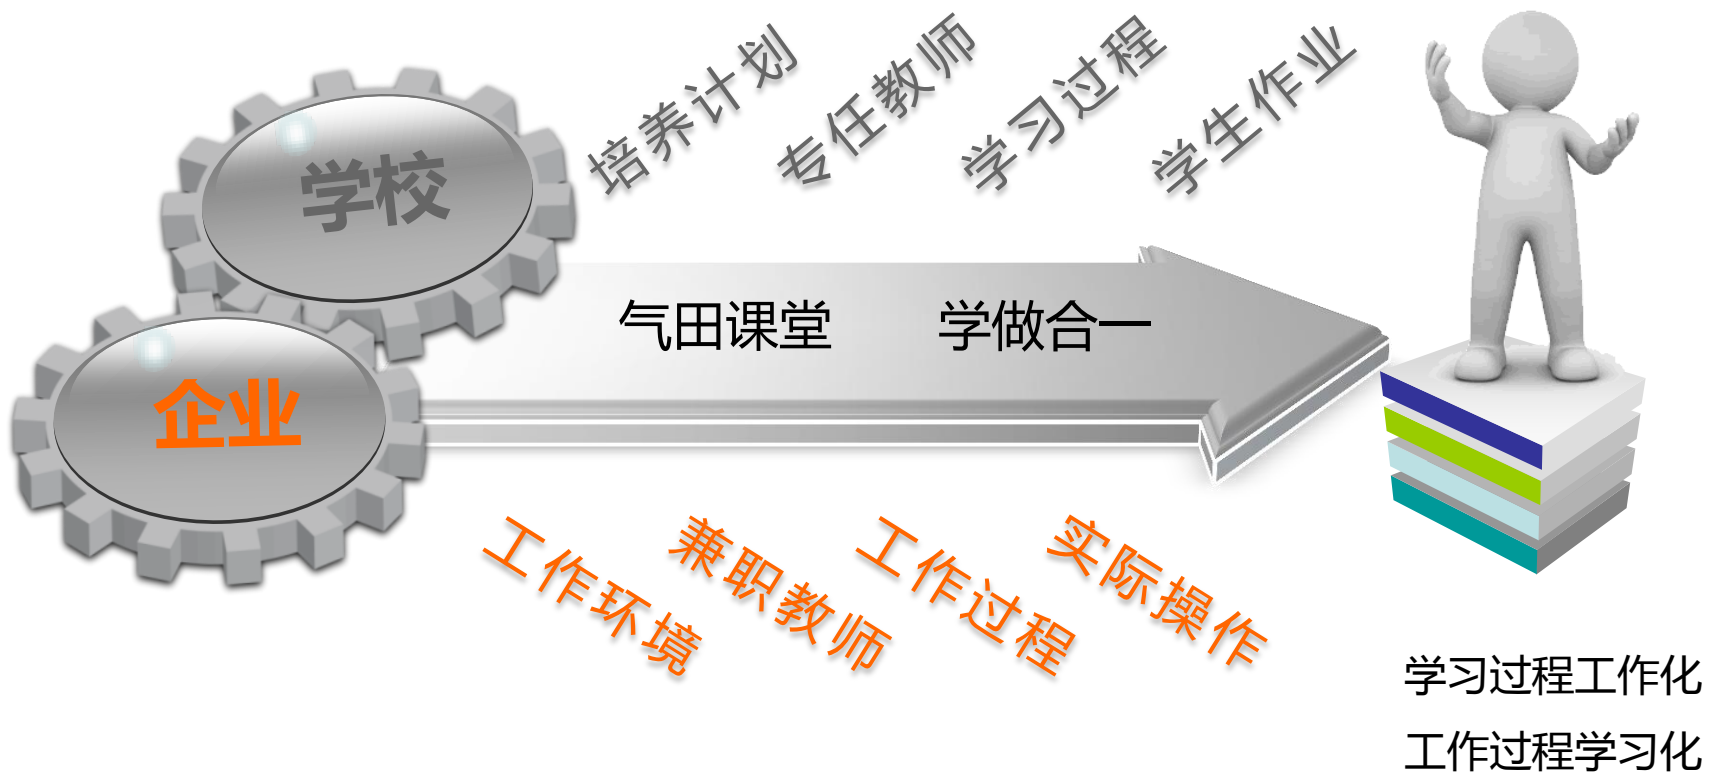 培养计划
专任教师
学习过程
学生作业
学校
气田课堂 学做合一
企业
工作环境
兼职教师
工作过程
实际操作
学习过程工作化
工作过程学习化